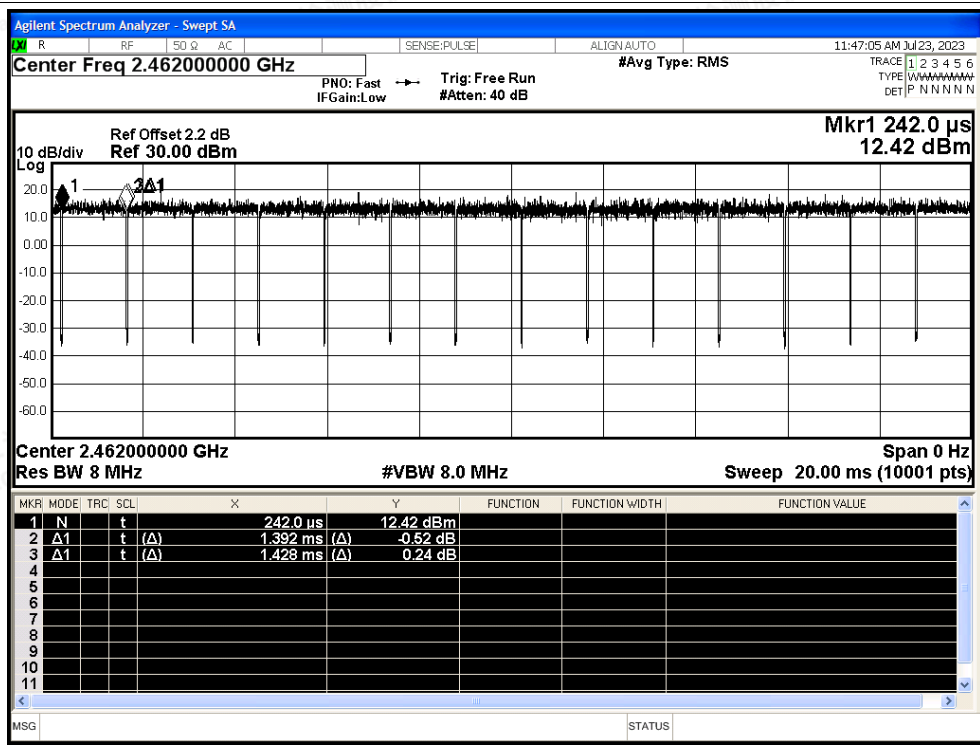 Agilent Spectrum Analyzer - Swept SA
LXI R RF 50 Ω AC SENSE:PULSE ALIGN AUTO 11:47:05 AM Jul 23, 2023
Center Freq 2.462000000 GHz
PNO: Fast
IFGain:Low
Trig: Free Run
#Atten: 40 dB
#Avg Type: RMS
TRACE 1 2 3 4 5 6
TYPE
DET P N N N N N
Mkr1 242.0 µs
12.42 dBm
Ref Offset 2.2 dB
10 dB/div Ref 30.00 dBm
Log
1 3Δ1
20.0
10.0
0.00
-10.0
-20.0
-30.0
-40.0
-50.0
-60.0
Center 2.462000000 GHz Span 0 Hz
Res BW 8 MHz #VBW 8.0 MHz Sweep 20.00 ms (10001 pts)
MKR MODE TRC SCL X Y FUNCTION FUNCTION WIDTH FUNCTION VALUE
1 N t 242.0 µs 12.42 dBm
2 Δ1 t (Δ) 1.392 ms (Δ) -0.52 dB
3 Δ1 t (Δ) 1.428 ms (Δ) 0.24 dB
4
5
6
7
8
9
10
11
MSG STATUS